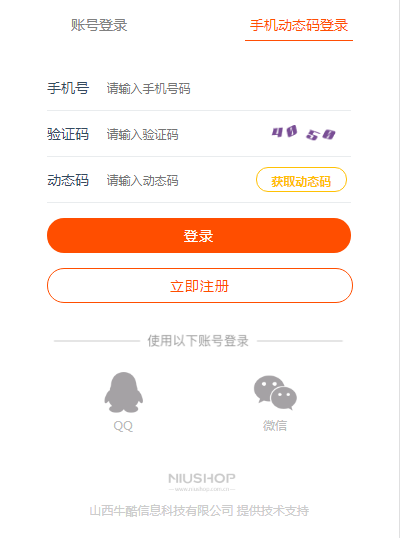 账号登录 手机动态码登录
手机号 请输入手机号码
验证码 请输入验证码 4050
动态码 请输入动态码 获取动态码
登录
立即注册
使用以下账号登录
QQ 微信
NIUSHOP
www.niushop.com.cn
山西牛酷信息科技有限公司 提供技术支持